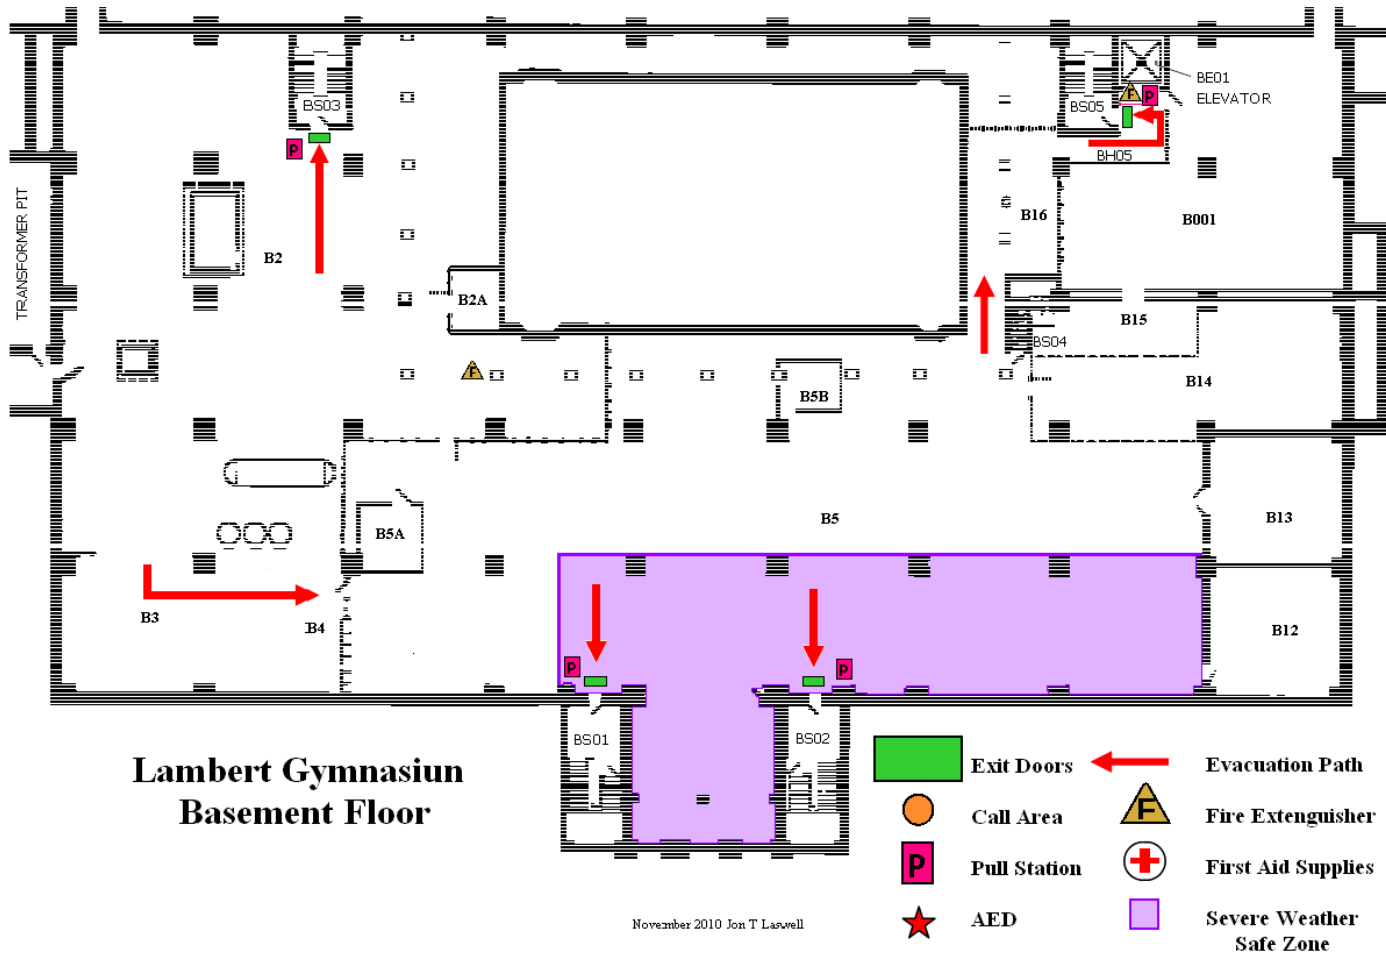 BE01
ELEVATOR
F
P
BS03
BS05
P
BH05
TRANSFORMER PIT
B16
B001
B2
B2A
B15
BS04
F
B14
B5B
B5
B13
B5A
B3
B4
B12
P
P
BS01
BS02
Lambert Gymnasiun
Basement Floor
Exit Doors
Evacuation Path
Call Area
F
Fire Extenguisher
P
Pull Station
First Aid Supplies
AED
Severe Weather
Safe Zone
November 2010 Jon T Laswell